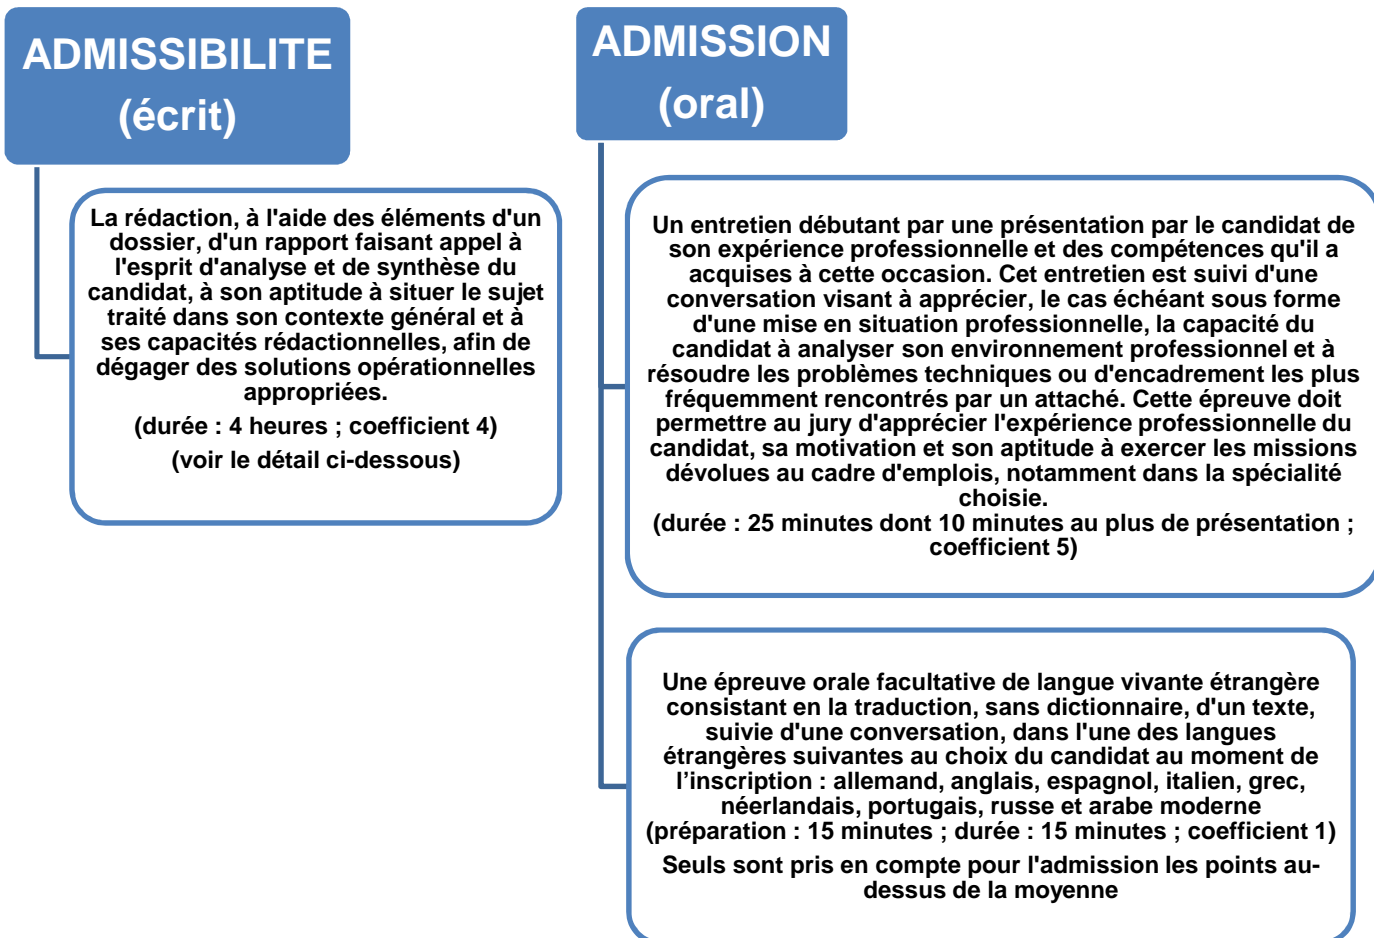 ADMISSIBILITE
(écrit)
La rédaction, à l'aide des éléments d'un
dossier, d'un rapport faisant appel à
l'esprit d'analyse et de synthèse du
candidat, à son aptitude à situer le sujet
traité dans son contexte général et à
ses capacités rédactionnelles, afin de
dégager des solutions opérationnelles
appropriées.
(durée : 4 heures ; coefficient 4)
(voir le détail ci-dessous)
ADMISSION
(oral)
Un entretien débutant par une présentation par le candidat de
son expérience professionnelle et des compétences qu'il a
acquises à cette occasion. Cet entretien est suivi d'une
conversation visant à apprécier, le cas échéant sous forme
d'une mise en situation professionnelle, la capacité du
candidat à analyser son environnement professionnel et à
résoudre les problèmes techniques ou d'encadrement les plus
fréquemment rencontrés par un attaché. Cette épreuve doit
permettre au jury d'apprécier l'expérience professionnelle du
candidat, sa motivation et son aptitude à exercer les missions
dévolues au cadre d'emplois, notamment dans la spécialité
choisie.
(durée : 25 minutes dont 10 minutes au plus de présentation ;
coefficient 5)
Une épreuve orale facultative de langue vivante étrangère
consistant en la traduction, sans dictionnaire, d'un texte,
suivie d'une conversation, dans l'une des langues
étrangères suivantes au choix du candidat au moment de
l’inscription : allemand, anglais, espagnol, italien, grec,
néerlandais, portugais, russe et arabe moderne
(préparation : 15 minutes ; durée : 15 minutes ; coefficient 1)
Seuls sont pris en compte pour l'admission les points au-
dessus de la moyenne